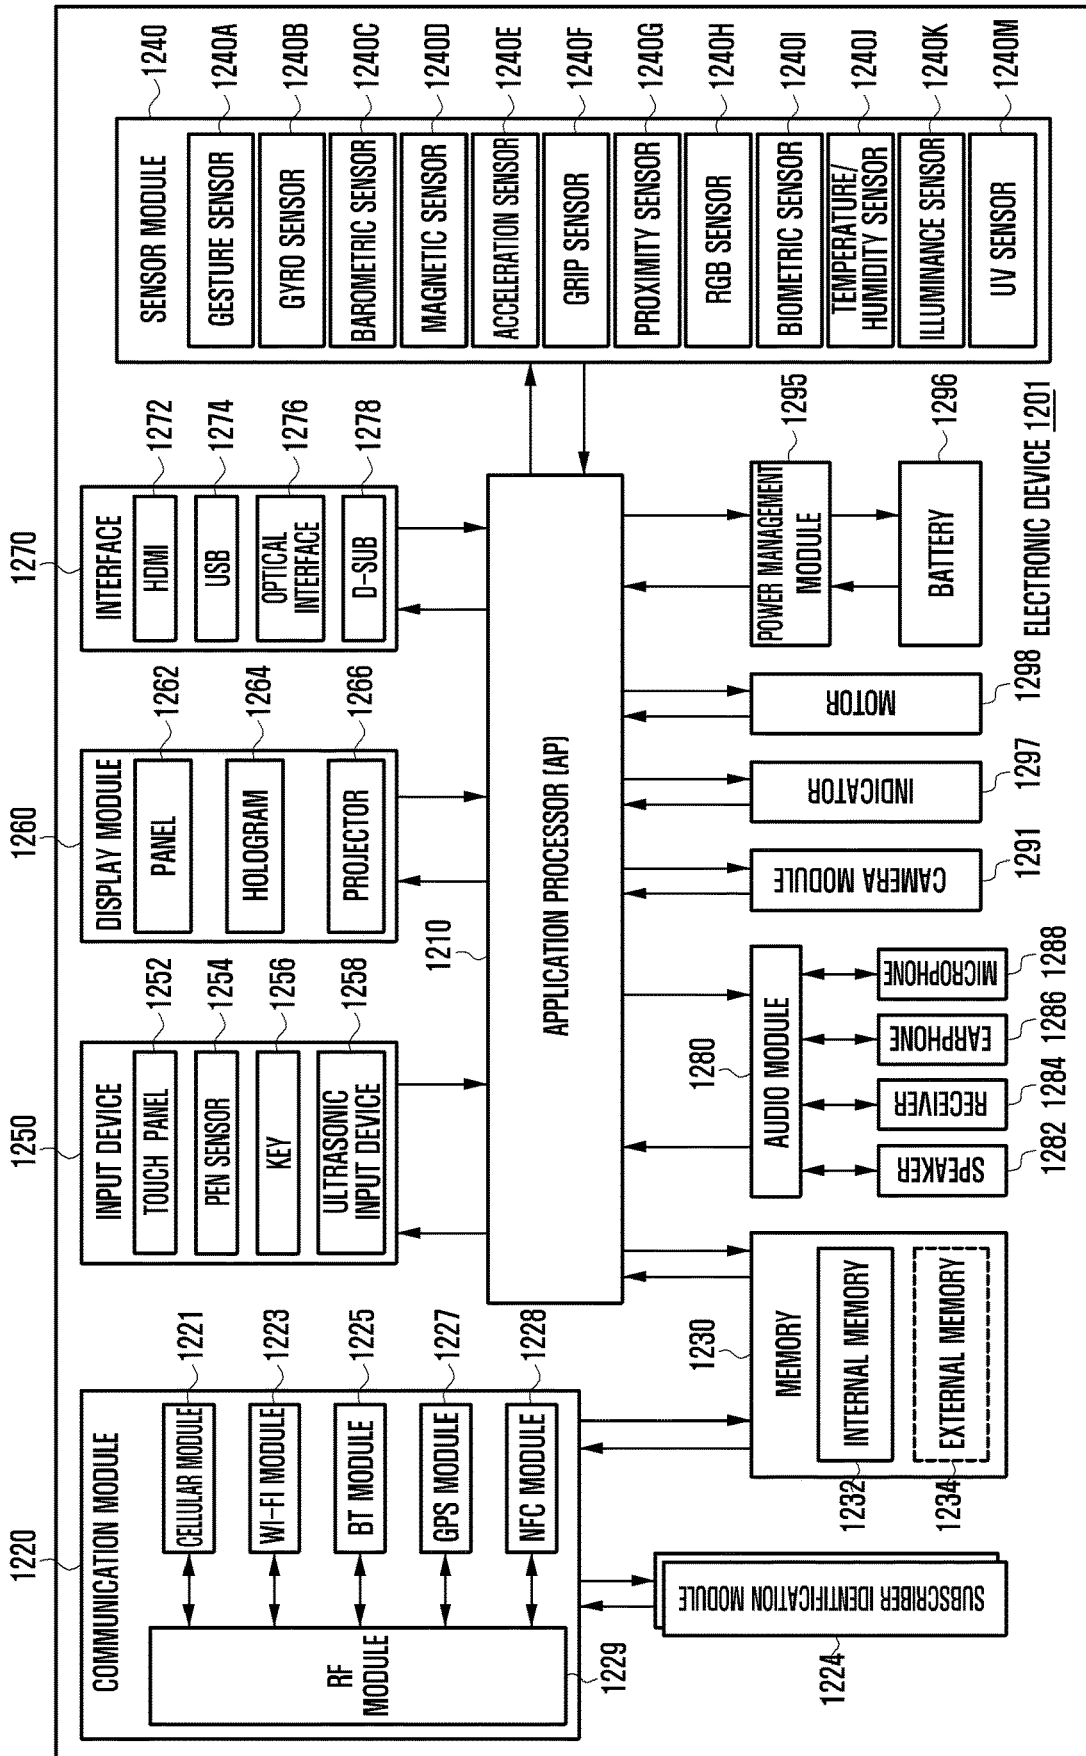 1220
COMMUNICATION MODULE
CELLULAR MODULE
1221
WI-FI MODULE
1223
BT MODULE
1225
GPS MODULE
1227
NFC MODULE
1228
RF
MODULE
1229
SUBSCRIBER IDENTIFICATION MODULE
1224
1250
INPUT DEVICE
TOUCH PANEL
1252
PEN SENSOR
1254
KEY
1256
ULTRASONIC
INPUT DEVICE
1258
1260
DISPLAY MODULE
PANEL
1262
HOLOGRAM
1264
PROJECTOR
1266
1270
INTERFACE
HDMI
1272
USB
1274
OPTICAL
INTERFACE
1276
D-SUB
1278
SENSOR MODULE
1240
GESTURE SENSOR
1240A
GYRO SENSOR
1240B
BAROMETRIC SENSOR
1240C
MAGNETIC SENSOR
1240D
ACCELERATION SENSOR
1240E
GRIP SENSOR
1240F
PROXIMITY SENSOR
1240G
RGB SENSOR
1240H
BIOMETRIC SENSOR
1240I
TEMPERATURE/
HUMIDITY SENSOR
1240J
ILLUMINANCE SENSOR
1240K
UV SENSOR
1240M
1210
APPLICATION PROCESSOR (AP)
1230
MEMORY
INTERNAL MEMORY
1232
EXTERNAL MEMORY
1234
1280
AUDIO MODULE
SPEAKER
1282
RECEIVER
1284
EARPHONE
1286
MICROPHONE
1288
CAMERA MODULE
1291
INDICATOR
1297
MOTOR
1298
POWER MANAGEMENT
MODULE
1295
BATTERY
1296
ELECTRONIC DEVICE 1201